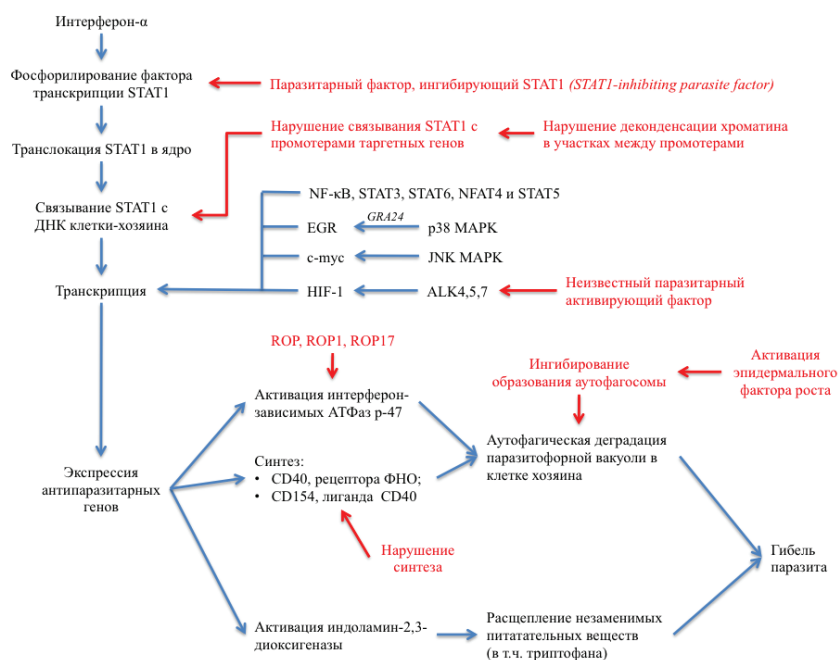 Интерферон-α
Фосфорилирование фактора
транскрипции STAT1
Паразитарный фактор, ингибирующий STAT1 (STAT1-inhibiting parasite factor)
Нарушение связывания STAT1 с
промотерами таргетных генов
Нарушение деконденсации хроматина
в участках между промотерами
Транслокация STAT1 в ядро
NF-κB, STAT3, STAT6, NFAT4 и STAT5
Связывание STAT1 с
ДНК клетки-хозяина
EGR
GRA24
p38 MAPK
c-myc
JNK MAPK
Транскрипция
HIF-1
ALK4,5,7
Неизвестный паразитарный
активирующий фактор
ROP, ROP1, ROP17
Ингибирование
образования аутофагосомы
Активация
эпидермального
фактора роста
Активация интерферон-
зависимых АТФаз p-47
Аутофагическая деградация
паразитофорной вакуоли в
клетке хозяина
Экспрессия
антипаразитарных
генов
Синтез:
• CD40, рецептора ФНО;
• CD154, лиганда CD40
Нарушение
синтеза
Гибель
паразита
Активация индоламин-2,3-
диоксигеназы
Расщепление незаменимых
питатательных веществ
(в т.ч. триптофана)